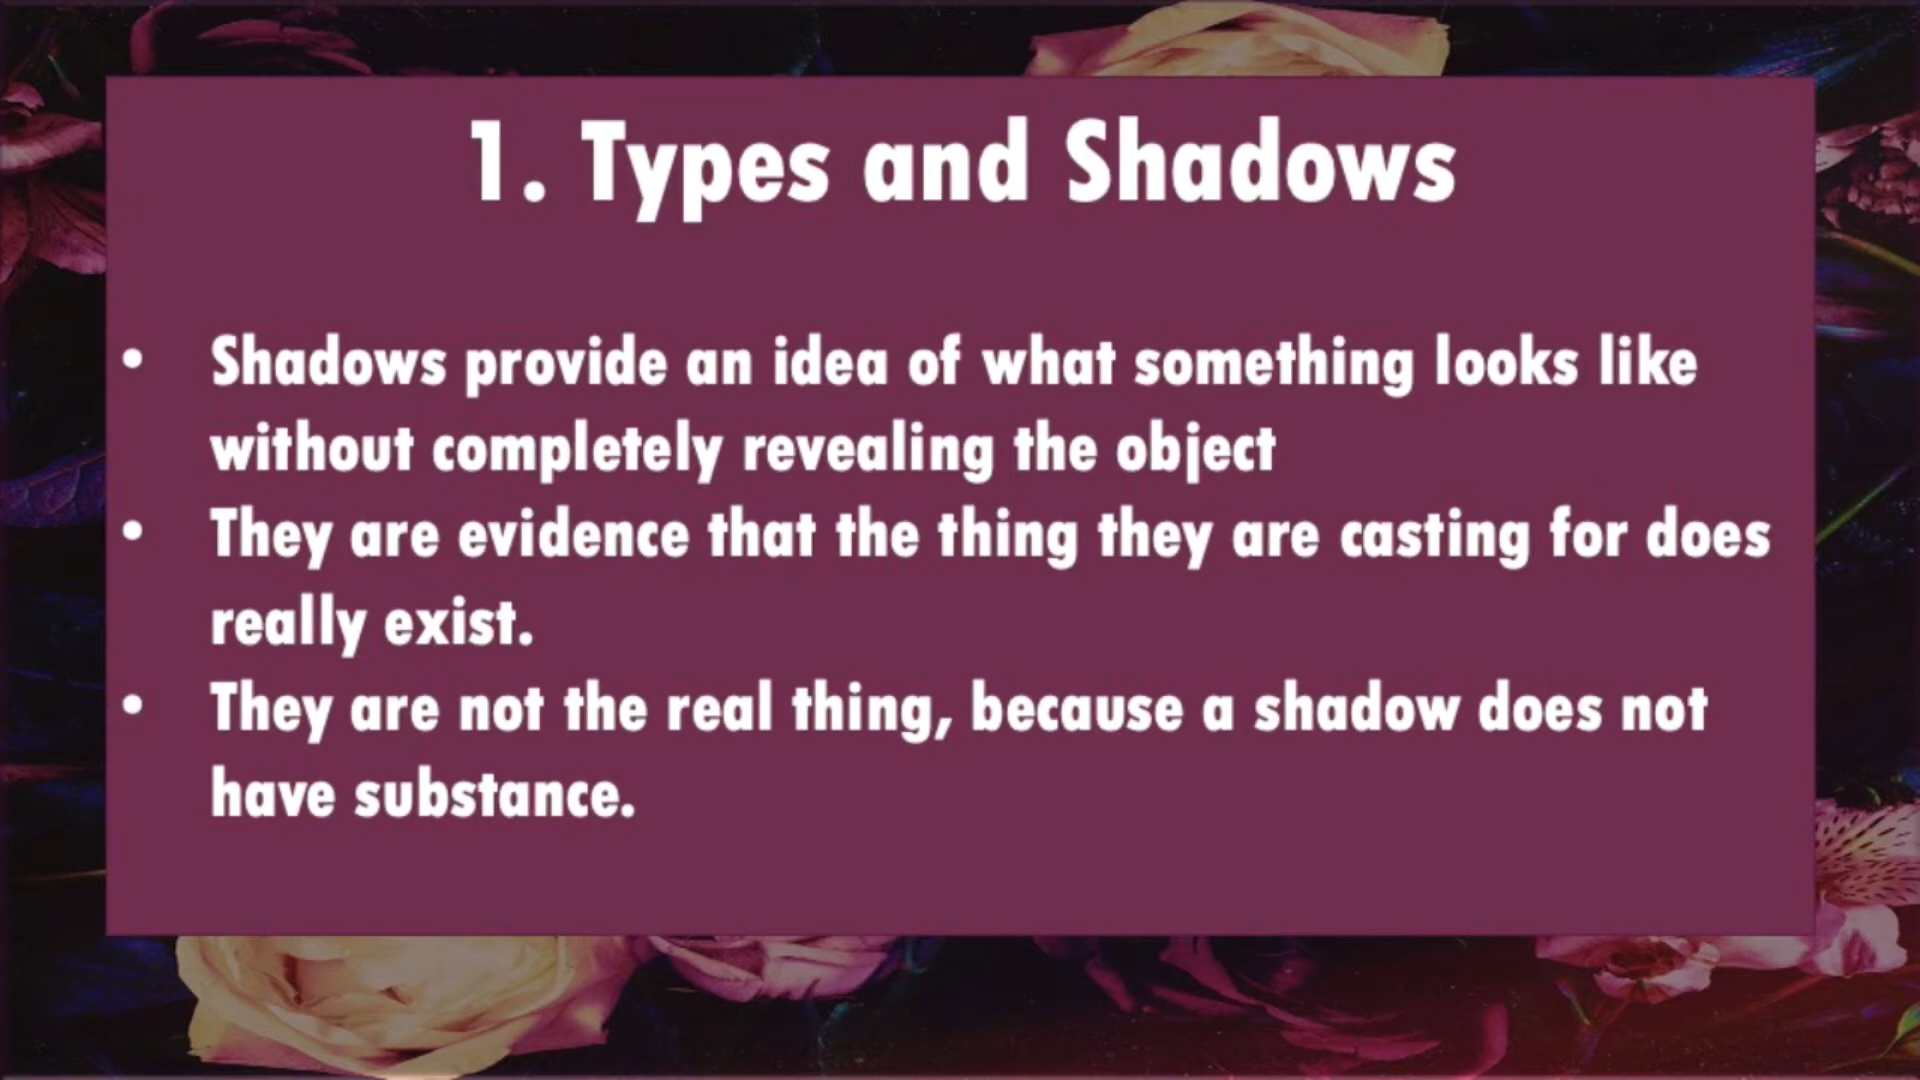 1. Types and Shadows
• Shadows provide an idea of what something looks like
without completely revealing the object
• They are evidence that the thing they are casting for does
really exist.
• They are not the real thing, because a shadow does not
have substance.